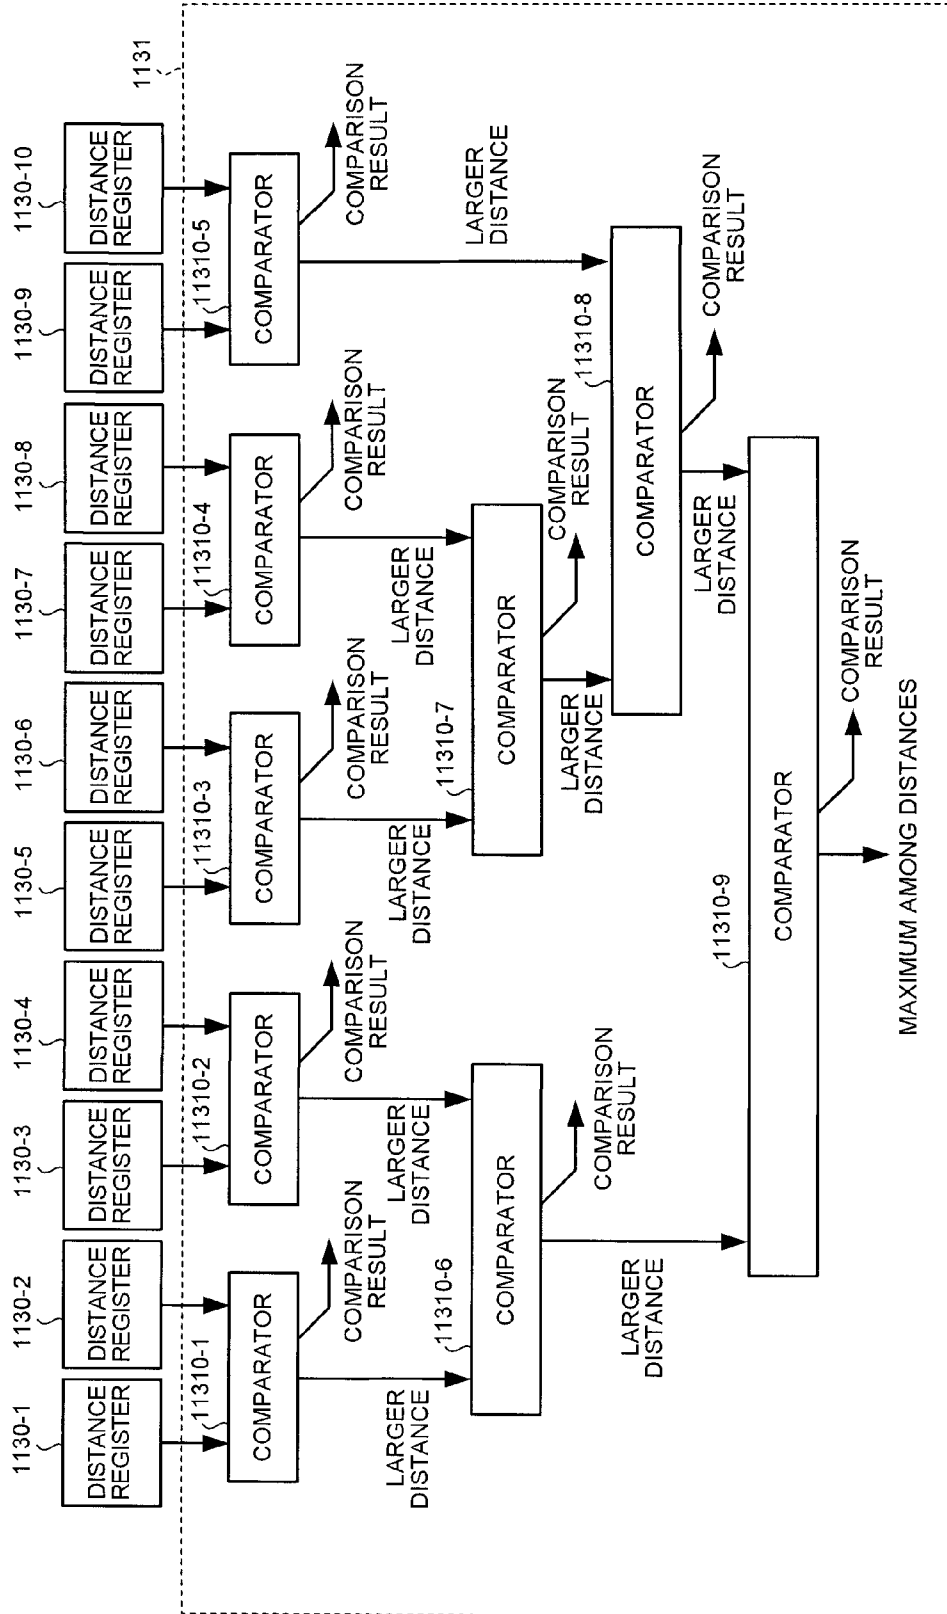 1130-1
1130-2
1130-3
1130-4
1130-5
1130-6
1130-7
1130-8
1130-9
1130-10
1131
DISTANCE
REGISTER
DISTANCE
REGISTER
DISTANCE
REGISTER
DISTANCE
REGISTER
DISTANCE
REGISTER
DISTANCE
REGISTER
DISTANCE
REGISTER
DISTANCE
REGISTER
DISTANCE
REGISTER
DISTANCE
REGISTER
11310-1
11310-2
11310-3
11310-4
11310-5
COMPARATOR
COMPARATOR
COMPARATOR
COMPARATOR
COMPARATOR
COMPARISON
RESULT
COMPARISON
RESULT
COMPARISON
RESULT
COMPARISON
RESULT
COMPARISON
RESULT
LARGER
DISTANCE
LARGER
DISTANCE
LARGER
DISTANCE
LARGER
DISTANCE
LARGER
DISTANCE
11310-6
11310-7
COMPARATOR
COMPARATOR
COMPARISON
RESULT
COMPARISON
RESULT
LARGER
DISTANCE
11310-8
COMPARATOR
LARGER
DISTANCE
COMPARISON
RESULT
LARGER
DISTANCE
11310-9
COMPARATOR
COMPARISON
RESULT
MAXIMUM AMONG DISTANCES